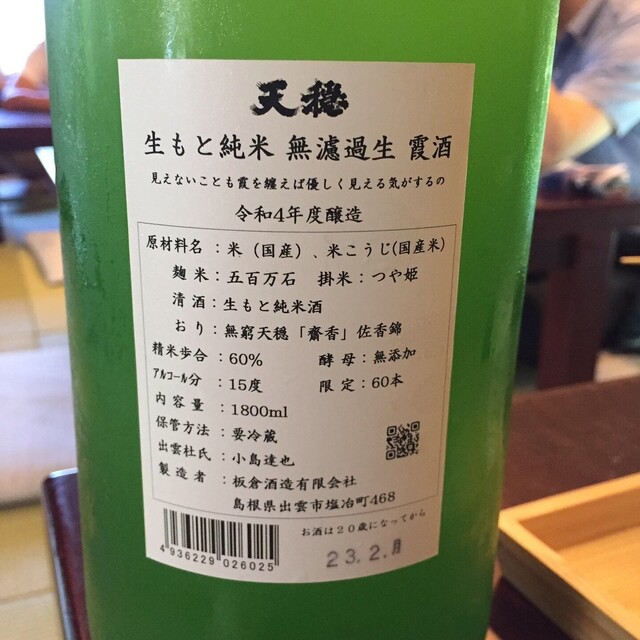 天穏
生もと純米 無濾過生 霞酒
見えないことも霞を纏えば優しく見える気がするの
令和4年度醸造
原材料名：米（国産）、米こうじ(国産米)
麹米：五百万石 掛米：つや姫
清酒：生もと純米酒
おり：無窮天穏「齋香」佐香錦
精米歩合：60% 酵母：無添加
アルコール分：15度 限定：60本
内容量：1800ml
保管方法：要冷蔵
出雲杜氏：小島達也
製造者：板倉酒造有限会社
島根県出雲市塩冶町468
お酒は20歳になってから
4 936229 026025
23.2.月